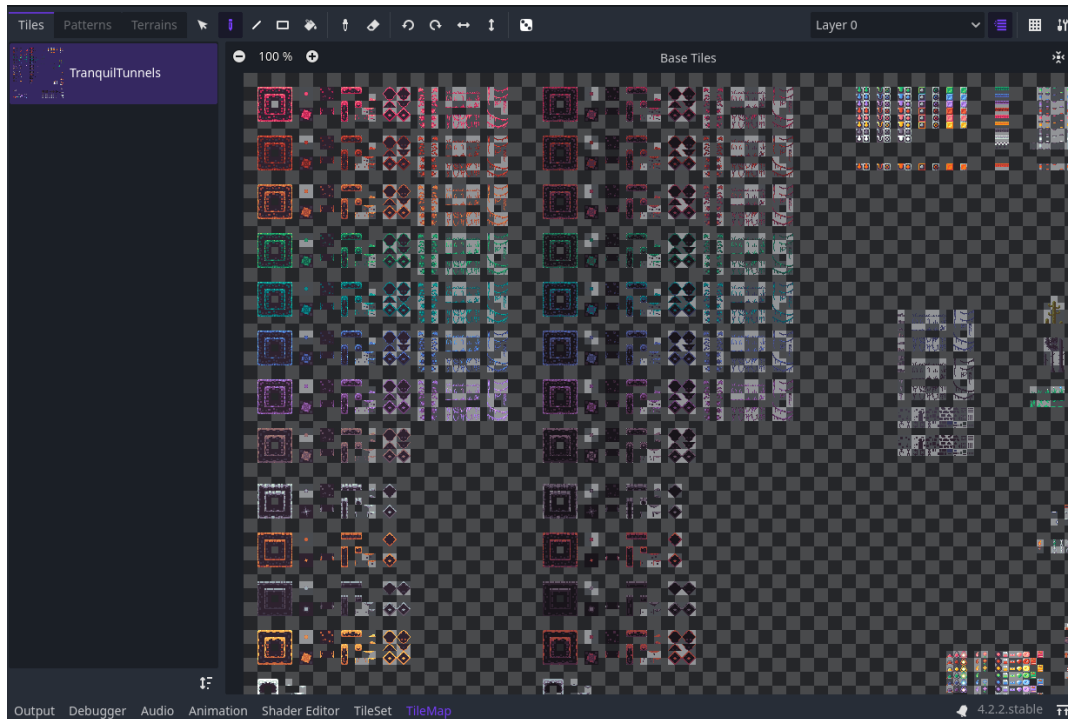 Tiles Patterns Terrains Layer 0
TranquilTunnels
100 % Base Tiles
Output Debugger Audio Animation Shader Editor TileSet TileMap 4.2.2.stable